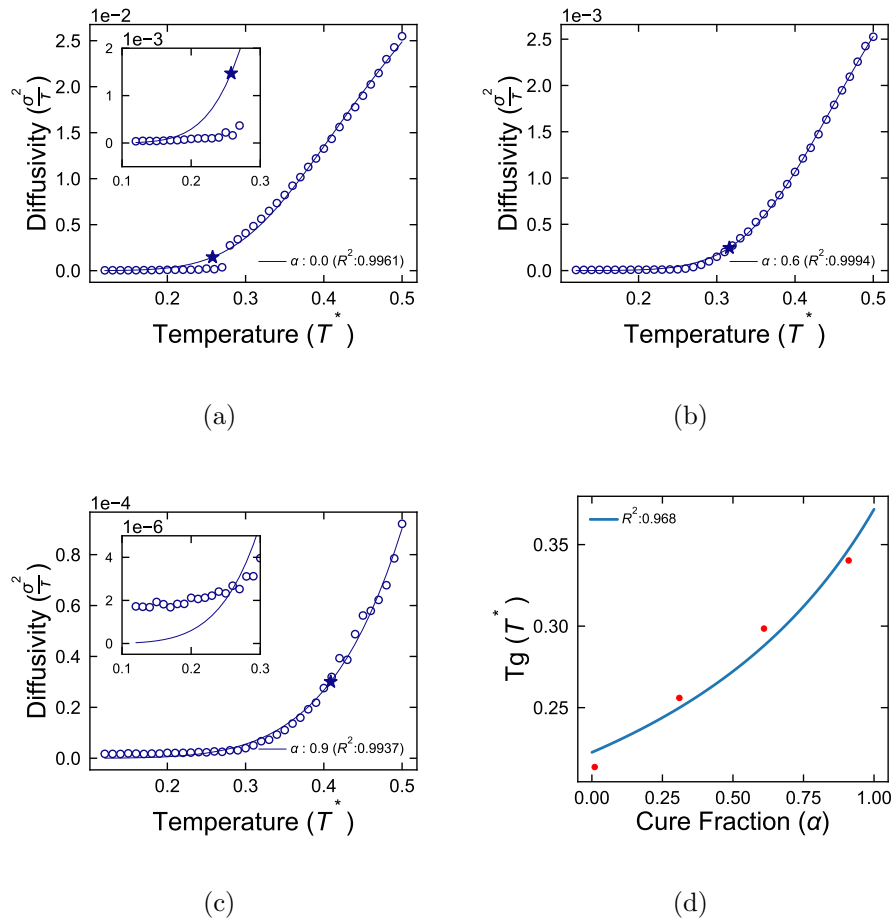 1e−2
2.5
2.0
1.5
1.0
0.5
0.0
1e−3
2
1
0
0.1 0.2 0.3
α : 0.0 (R²:0.9961)
0.2 0.3 0.4 0.5
Diffusivity (σ²/τ)
Temperature (T*)
(a)
1e−3
2.5
2.0
1.5
1.0
0.5
0.0
α : 0.6 (R²:0.9994)
0.2 0.3 0.4 0.5
Diffusivity (σ²/τ)
Temperature (T*)
(b)
1e−4
0.8
0.6
0.4
0.2
0.0
1e−6
4
2
0
0.1 0.2 0.3
α : 0.9 (R²:0.9937)
0.2 0.3 0.4 0.5
Diffusivity (σ²/τ)
Temperature (T*)
(c)
R²:0.968
0.35
0.30
0.25
0.00 0.25 0.50 0.75 1.00
Tg (T*)
Cure Fraction (α)
(d)